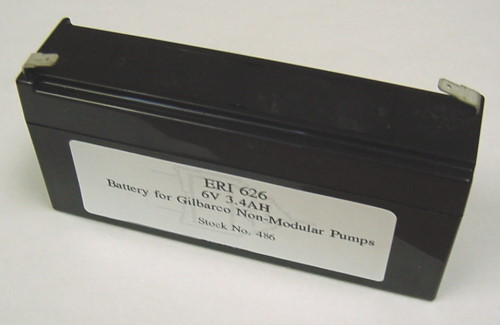 ERI 626
6V 3.4AH
Battery for Gilbarco Non-Modular Pumps
Stock No. 486